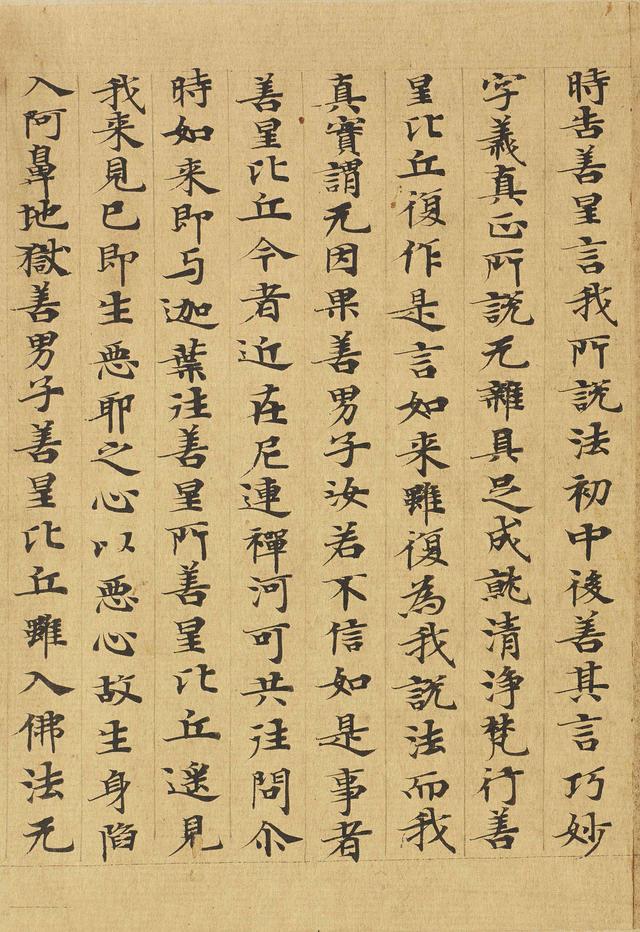 時告善星言我所説法初中後善其言巧妙
字義真正所説无雜具足成就清淨梵行善
星比丘復作是言如来雖復為我説法而我
真實謂无因果善男子汝若不信如是事者
善星比丘今者近在尼連禪河可共往問尒
時如来即与迦葉往善星所善星比丘遥見
我来見已即生惡耶之心以惡心故生身陷
入阿鼻地獄善男子善星比丘雖入佛法无